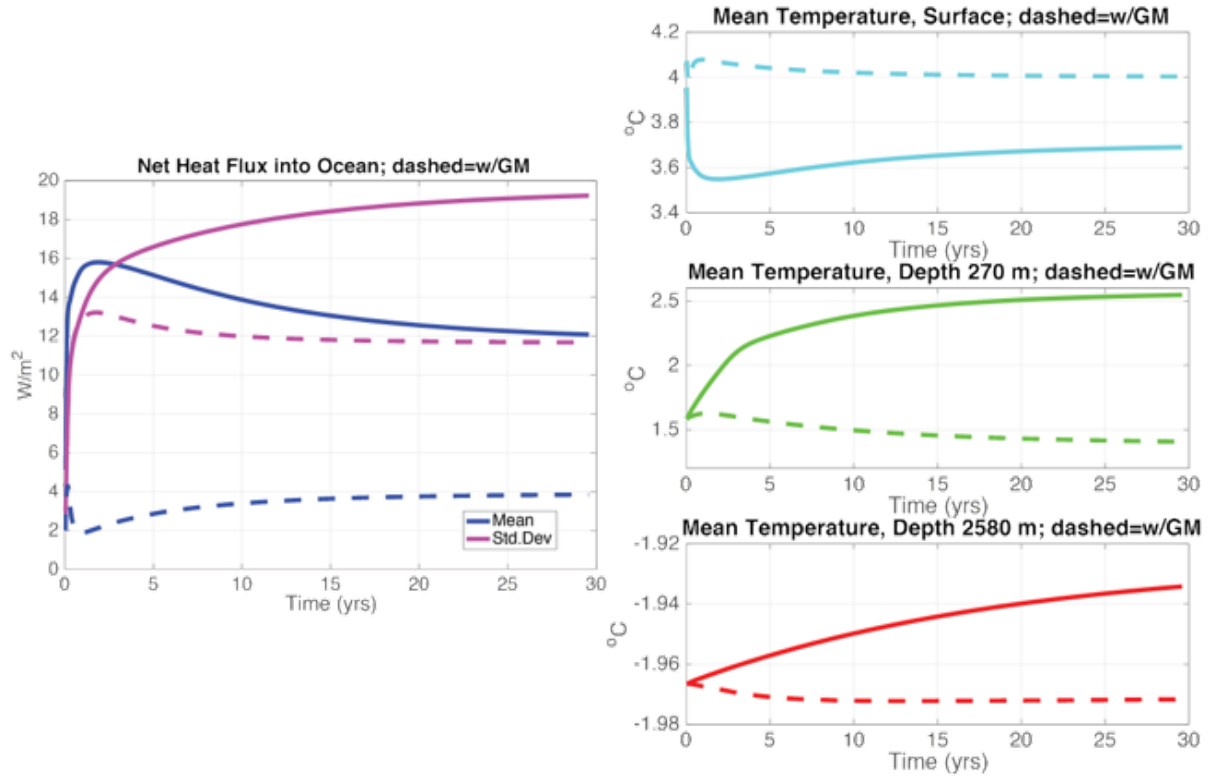 Net Heat Flux into Ocean; dashed=w/GM
20
18
16
14
12
10
8
6
4
2
0
W/m²
0 5 10 15 20 25 30
Time (yrs)
Mean
Std.Dev
Mean Temperature, Surface; dashed=w/GM
4.2
4
3.8
3.6
3.4
°C
0 5 10 15 20 25 30
Time (yrs)
Mean Temperature, Depth 270 m; dashed=w/GM
2.5
2
1.5
°C
0 5 10 15 20 25 30
Time (yrs)
Mean Temperature, Depth 2580 m; dashed=w/GM
-1.92
-1.94
-1.96
-1.98
°C
0 5 10 15 20 25 30
Time (yrs)